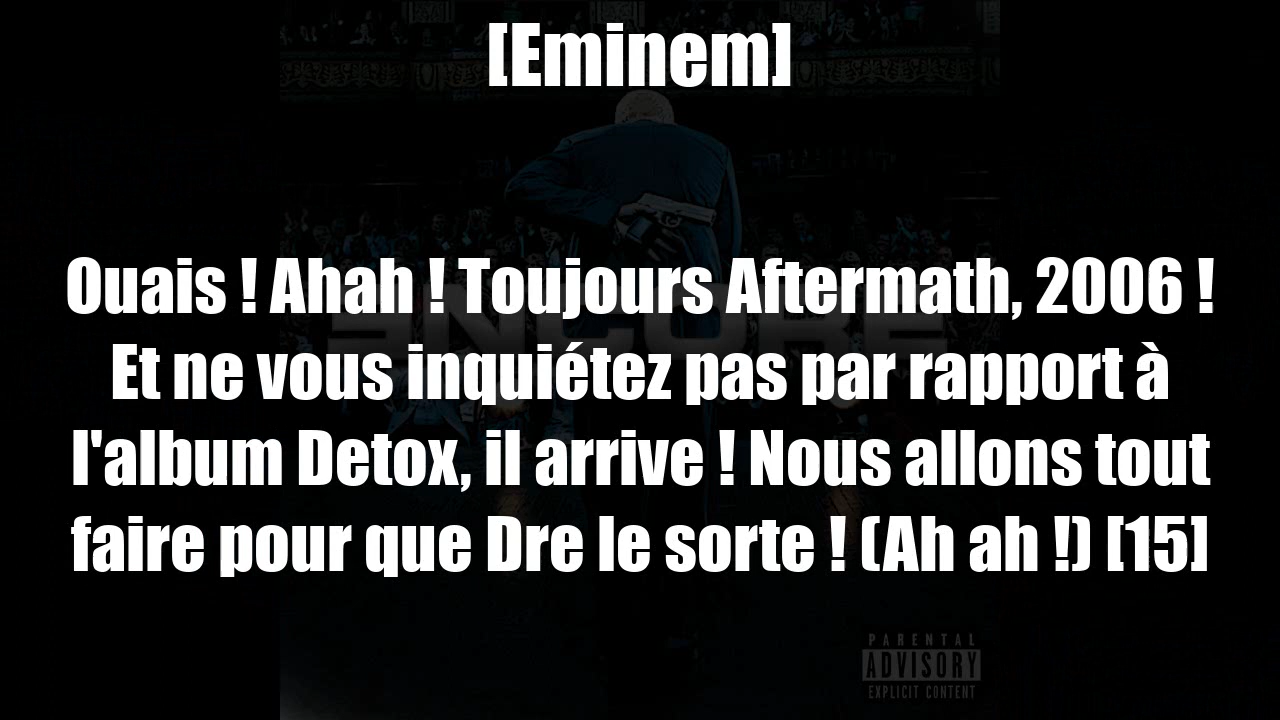 [Eminem]
Ouais ! Ahah ! Toujours Aftermath, 2006 !
Et ne vous inquiétez pas par rapport à
l'album Detox, il arrive ! Nous allons tout
faire pour que Dre le sorte ! (Ah ah !) [15]
ENCORE
PARENTAL
ADVISORY
EXPLICIT CONTENT